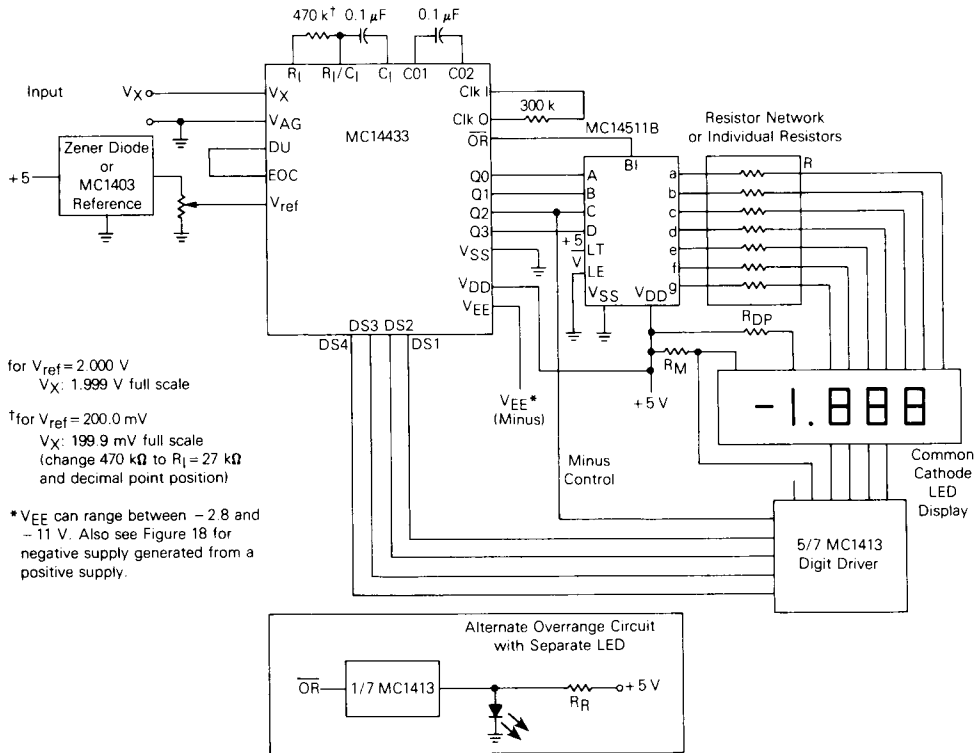 470 k†
0.1 μF
0.1 μF
RI
RI/CI
CI
C01
C02
Input
VX
VX
VAG
DU
EOC
Vref
MC14433
Clk I
Clk O
300 k
OR
Q0
Q1
Q2
Q3
VSS
VDD
VEE
DS4
DS3
DS2
DS1
Zener Diode
or
MC1403
Reference
+5
MC14511B
BI
A
B
C
D
+5
V
LT
LE
VSS
VDD
a
b
c
d
e
f
g
Resistor Network
or Individual Resistors
R
RDP
RM
+5 V
VEE*
(Minus)
Minus
Control
-1.888
Common
Cathode
LED
Display
5/7 MC1413
Digit Driver
for Vref = 2.000 V
VX: 1.999 V full scale
†for Vref = 200.0 mV
VX: 199.9 mV full scale
(change 470 kΩ to RI = 27 kΩ
and decimal point position)
*VEE can range between -2.8 and
-11 V. Also see Figure 18 for
negative supply generated from a
positive supply.
Alternate Overrange Circuit
with Separate LED
OR
1/7 MC1413
RR
+5 V